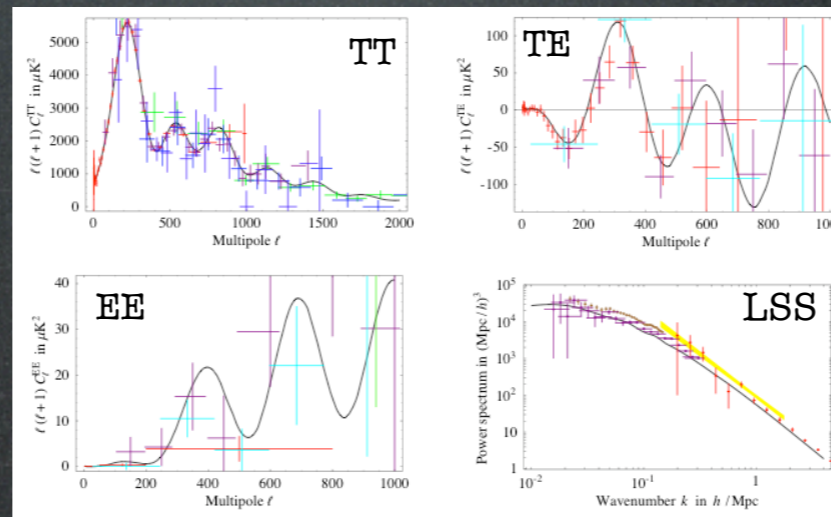 TT
ℓ(ℓ+1) C_ℓ^TT in μK²
5000
4000
3000
2000
1000
0
0 500 1000 1500 2000
Multipole ℓ
TE
ℓ(ℓ+1) C_ℓ^TE in μK²
100
50
0
-50
-100
0 200 400 600 800 100
Multipole ℓ
EE
ℓ(ℓ+1) C_ℓ^EE in μK²
40
30
20
10
0
0 200 400 600 800 1000
Multipole ℓ
LSS
Power spectrum in (Mpc/h)³
10⁵
10⁴
10³
10²
10
1
10⁻² 10⁻¹ 1
Wavenumber k in h/Mpc